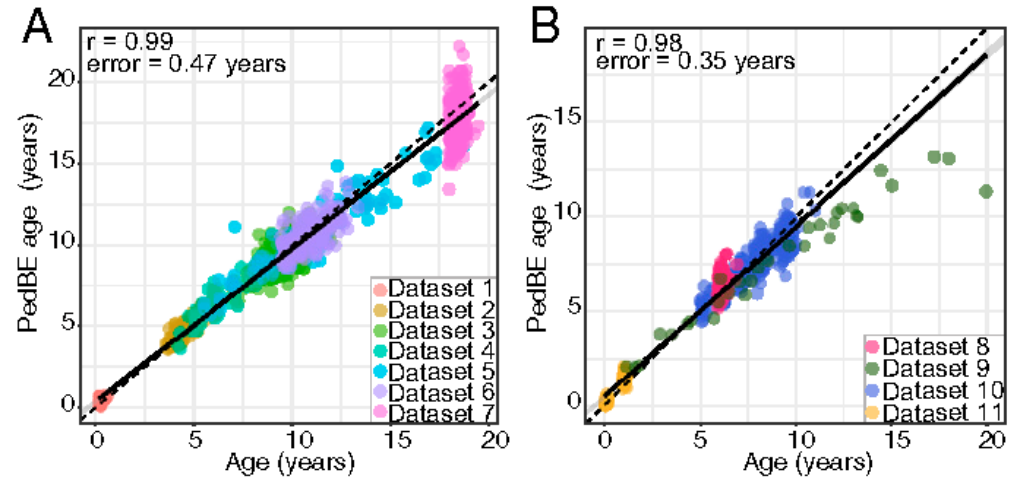 A
r = 0.99
error = 0.47 years
PedBE age (years)
20
15
10
5
0
Dataset 1
Dataset 2
Dataset 3
Dataset 4
Dataset 5
Dataset 6
Dataset 7
0 5 10 15 20
Age (years)
B
r = 0.98
error = 0.35 years
PedBE age (years)
15
10
5
0
Dataset 8
Dataset 9
Dataset 10
Dataset 11
0 5 10 15 20
Age (years)